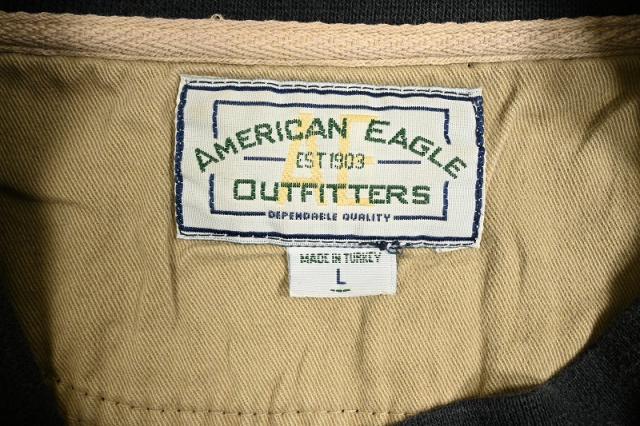 AE
AMERICAN EAGLE
EST 1903
OUTFITTERS
DEPENDABLE QUALITY
MADE IN TURKEY
L